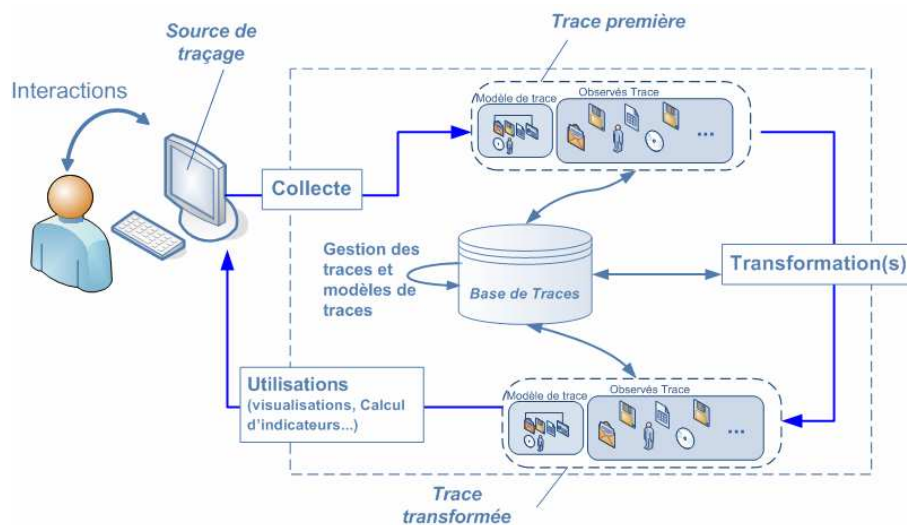 Source de
traçage
Trace première
Interactions
Modèle de trace
Observés Trace
...
Collecte
Gestion des
traces et
modèles de
traces
Base de Traces
Transformation(s)
Utilisations
(visualisations, Calcul
d'indicateurs...)
Modèle de trace
Observés Trace
...
Trace
transformée